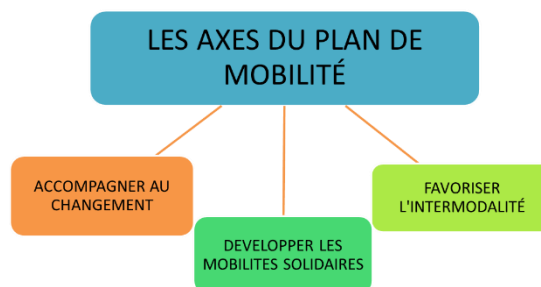 LES AXES DU PLAN DE
MOBILITÉ
ACCOMPAGNER AU
CHANGEMENT
DEVELOPPER LES
MOBILITES SOLIDAIRES
FAVORISER
L'INTERMODALITÉ